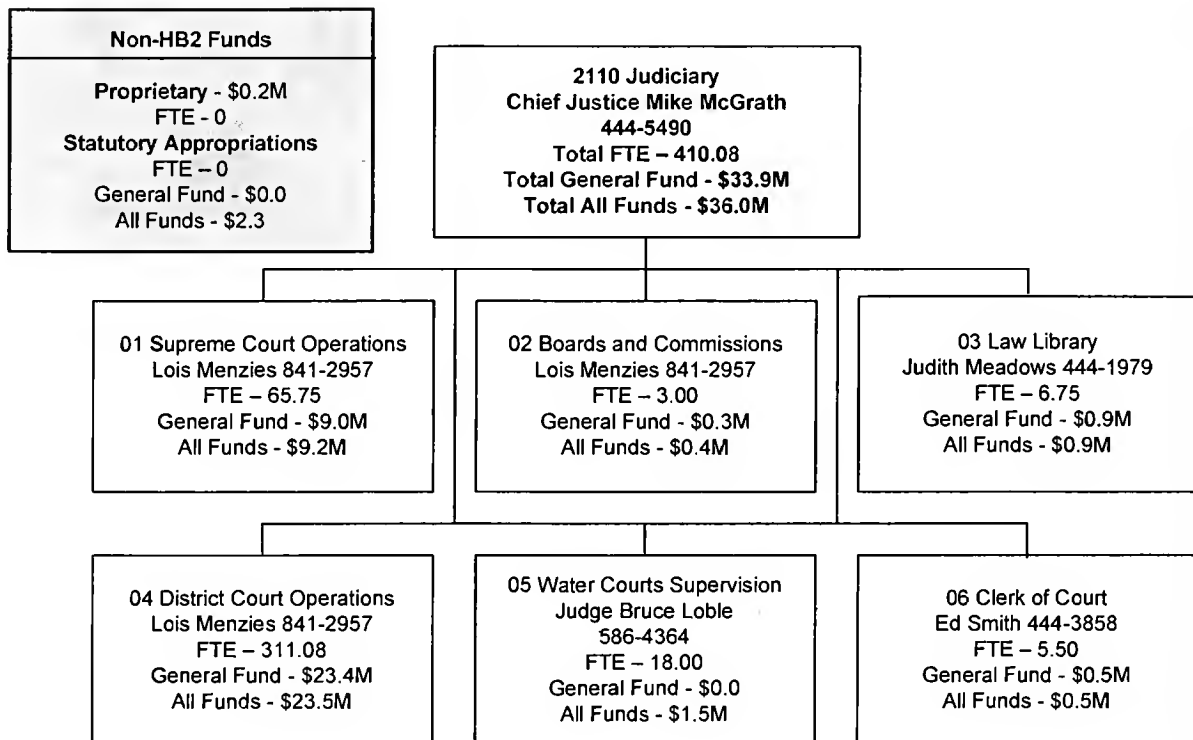 Non-HB2 Funds
Proprietary - $0.2M
FTE - 0
Statutory Appropriations
FTE – 0
General Fund - $0.0
All Funds - $2.3
2110 Judiciary
Chief Justice Mike McGrath
444-5490
Total FTE – 410.08
Total General Fund - $33.9M
Total All Funds - $36.0M
01 Supreme Court Operations
Lois Menzies 841-2957
FTE – 65.75
General Fund - $9.0M
All Funds - $9.2M
02 Boards and Commissions
Lois Menzies 841-2957
FTE – 3.00
General Fund - $0.3M
All Funds - $0.4M
03 Law Library
Judith Meadows 444-1979
FTE – 6.75
General Fund - $0.9M
All Funds - $0.9M
04 District Court Operations
Lois Menzies 841-2957
FTE – 311.08
General Fund - $23.4M
All Funds - $23.5M
05 Water Courts Supervision
Judge Bruce Loble
586-4364
FTE – 18.00
General Fund - $0.0
All Funds - $1.5M
06 Clerk of Court
Ed Smith 444-3858
FTE – 5.50
General Fund - $0.5M
All Funds - $0.5M